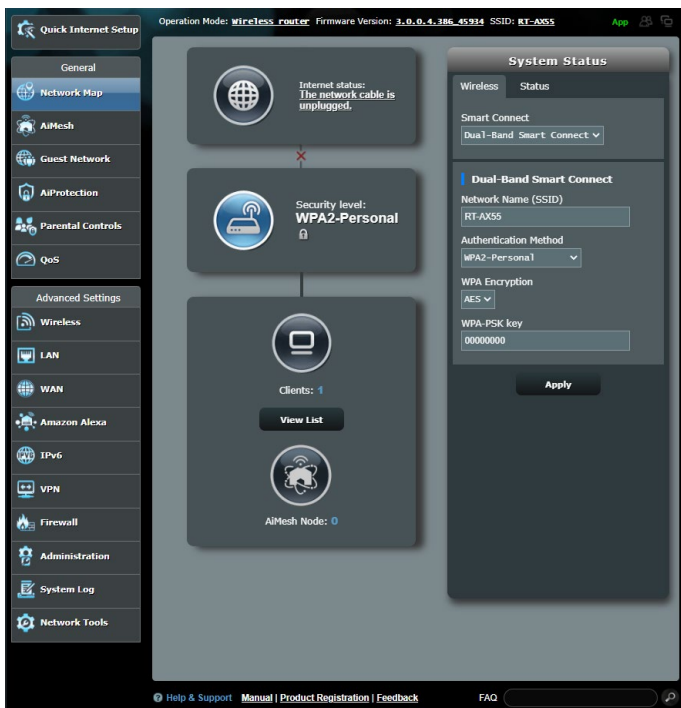 Quick Internet Setup
Operation Mode: Wireless router Firmware Version: 3.0.0.4.386_45934 SSID: RT-AX55
App
General
Network Map
AiMesh
Guest Network
AiProtection
Parental Controls
QoS
Advanced Settings
Wireless
LAN
WAN
Amazon Alexa
IPv6
VPN
Firewall
Administration
System Log
Network Tools
Internet status:
The network cable is
unplugged.
Security level:
WPA2-Personal
Clients: 1
View List
AiMesh Node: 0
System Status
Wireless Status
Smart Connect
Dual-Band Smart Connect
Dual-Band Smart Connect
Network Name (SSID)
RT-AX55
Authentication Method
WPA2-Personal
WPA Encryption
AES
WPA-PSK key
00000000
Apply
Help & Support Manual | Product Registration | Feedback FAQ